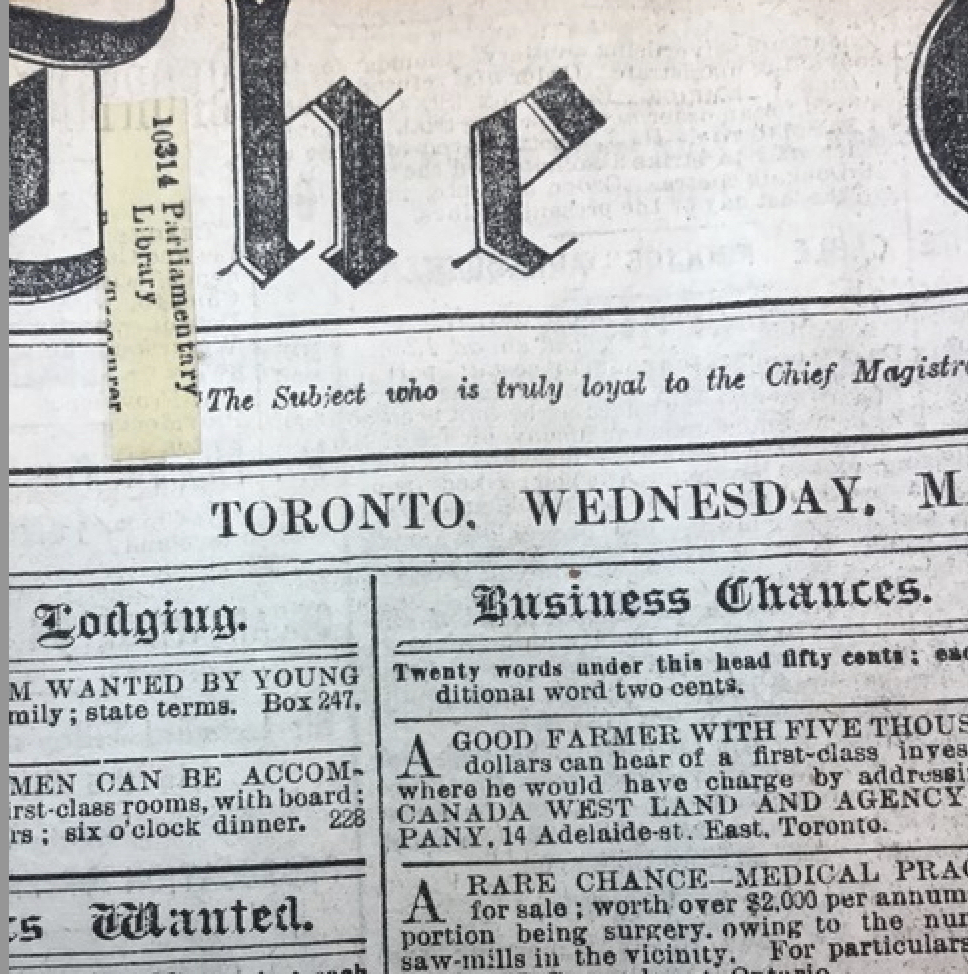 The
10314 Parliamentary
Library
Treasurer
"The Subject who is truly loyal to the Chief Magistr
TORONTO, WEDNESDAY, M
Lodging.
M WANTED BY YOUNG
mily; state terms. Box 247,
MEN CAN BE ACCOM-
irst-class rooms, with board;
rs; six o'clock dinner. 228
s Wanted.
Business Chances.
Twenty words under this head fifty cents; eac
ditional word two cents.
A GOOD FARMER WITH FIVE THOUS
dollars can hear of a first-class inves
where he would have charge by addressi
CANADA WEST LAND AND AGENCY
PANY, 14 Adelaide-st. East, Toronto.
A RARE CHANCE—MEDICAL PRAC
for sale; worth over $2,000 per annum
portion being surgery, owing to the nu
saw-mills in the vicinity. For particulars
Ontario